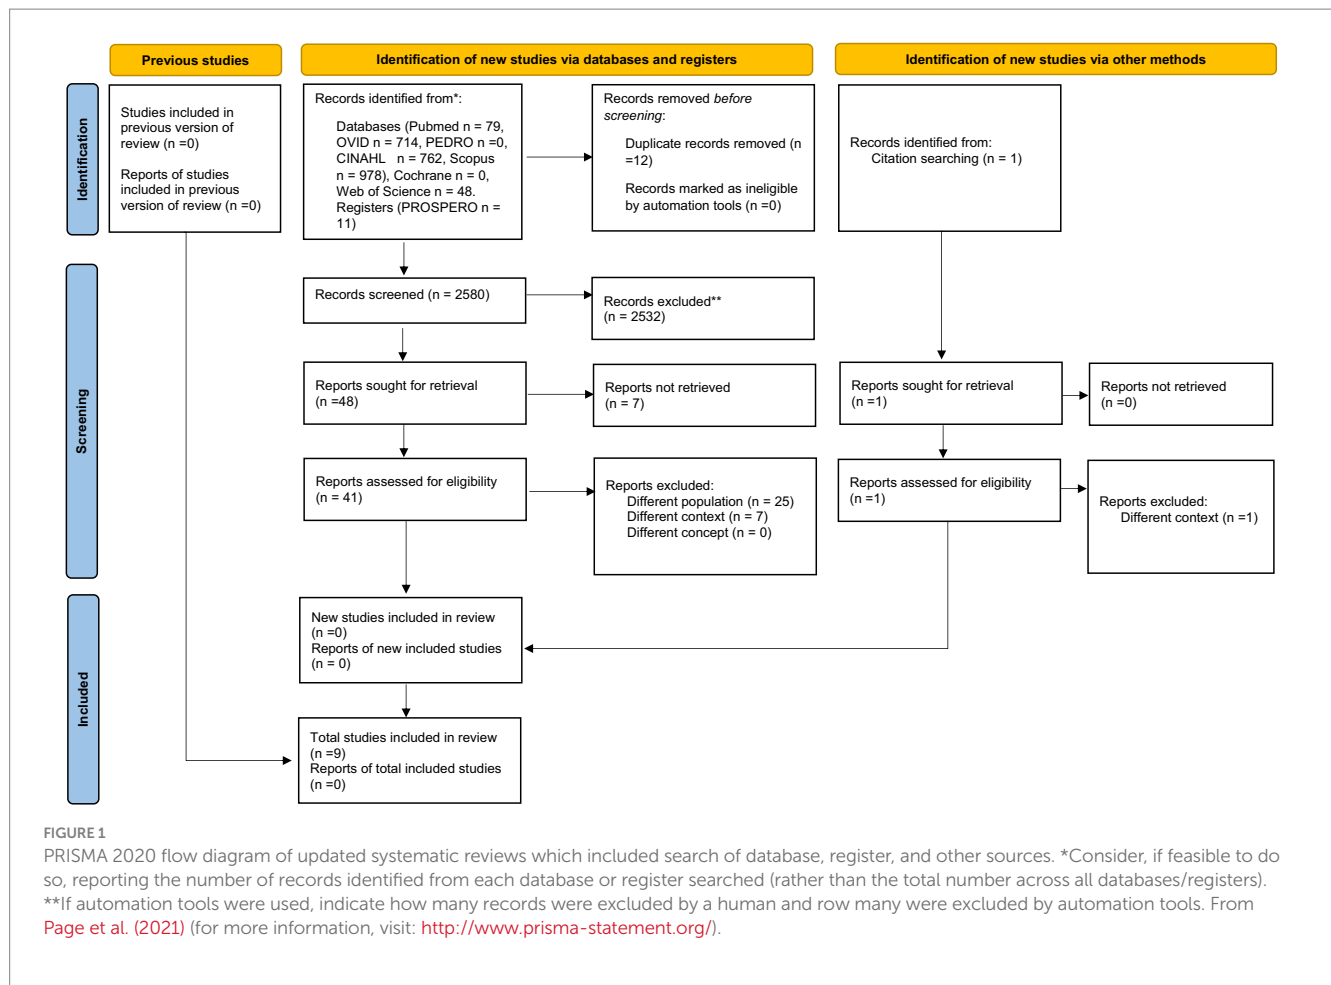 Previous studies
Identification of new studies via databases and registers
Identification of new studies via other methods
Identification
Studies included in
previous version of
review (n =0)
Reports of studies
included in previous
version of review (n =0)
Records identified from*:
Databases (Pubmed n = 79,
OVID n = 714, PEDRO n =0,
CINAHL n = 762, Scopus
n = 978), Cochrane n = 0,
Web of Science n = 48.
Registers (PROSPERO n =
11)
Records removed before
screening:
Duplicate records removed (n
=12)
Records marked as ineligible
by automation tools (n =0)
Records identified from:
Citation searching (n = 1)
Screening
Records screened (n = 2580)
Records excluded**
(n = 2532)
Reports sought for retrieval
(n =48)
Reports not retrieved
(n = 7)
Reports sought for retrieval
(n =1)
Reports not retrieved
(n =0)
Reports assessed for eligibility
(n = 41)
Reports excluded:
Different population (n = 25)
Different context (n = 7)
Different concept (n = 0)
Reports assessed for eligibility
(n =1)
Reports excluded:
Different context (n =1)
Included
New studies included in review
(n =0)
Reports of new included studies
(n = 0)
Total studies included in review
(n =9)
Reports of total included studies
(n =0)
FIGURE 1
PRISMA 2020 flow diagram of updated systematic reviews which included search of database, register, and other sources. *Consider, if feasible to do
so, reporting the number of records identified from each database or register searched (rather than the total number across all databases/registers).
**If automation tools were used, indicate how many records were excluded by a human and row many were excluded by automation tools. From
Page et al. (2021) (for more information, visit: http://www.prisma-statement.org/).